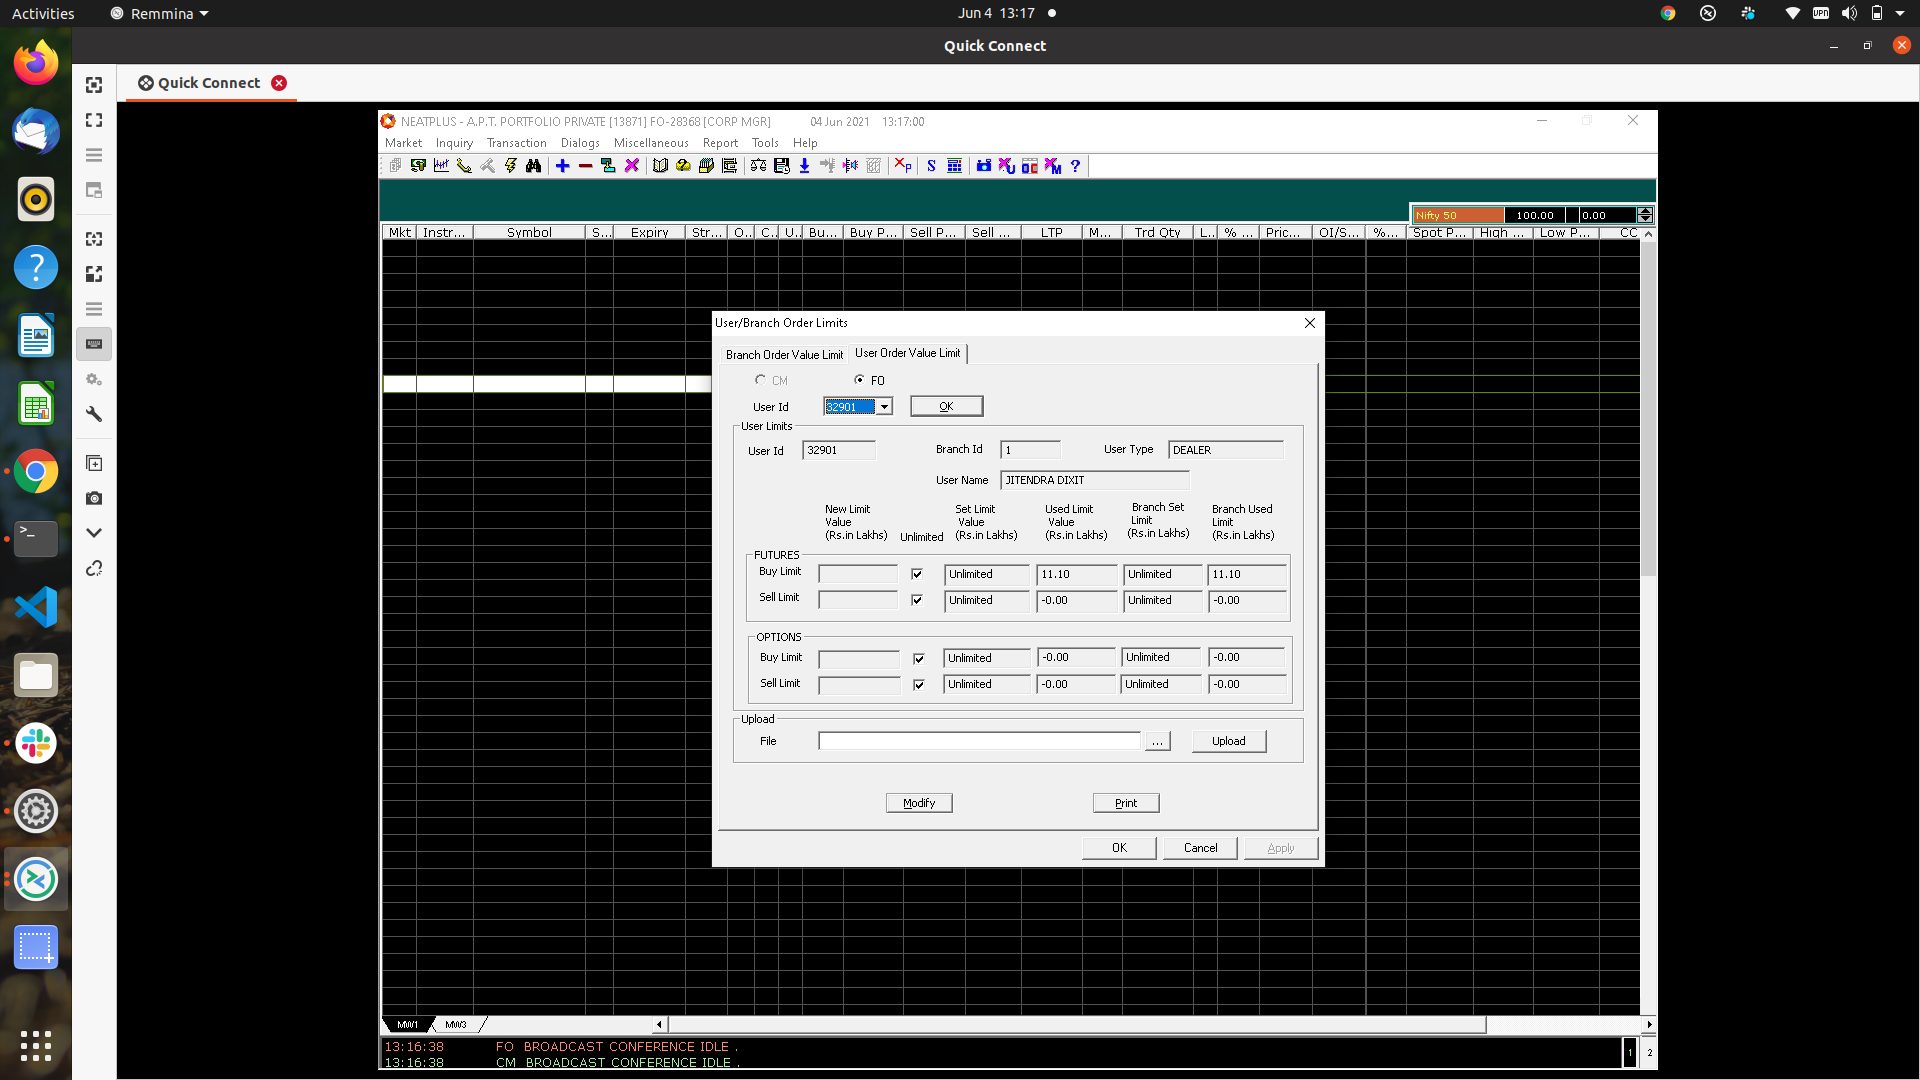 Activities Remmina Jun 4 13:17
Quick Connect
Quick Connect
NEATPLUS - A.P.T. PORTFOLIO PRIVATE [13871] FO-28368 [CORP MGR] 04 Jun 2021 13:17:00
Market Inquiry Transaction Dialogs Miscellaneous Report Tools Help
Nifty 50 100.00 0.00
Mkt Instr... Symbol S... Expiry Str... O.. C.. U.. Bu... Buy P... Sell P... Sell ... LTP M... Trd Qty L.. % ... Pric... OI/S... %... Spot P... High ... Low P... CC
User/Branch Order Limits
Branch Order Value Limit User Order Value Limit
CM FO
User Id 32901 OK
User Limits
User Id 32901 Branch Id 1 User Type DEALER
User Name JITENDRA DIXIT
New Limit Value (Rs.in Lakhs) Unlimited Set Limit Value (Rs.in Lakhs) Used Limit Value (Rs.in Lakhs) Branch Set Limit (Rs.in Lakhs) Branch Used Limit (Rs.in Lakhs)
FUTURES
Buy Limit Unlimited 11.10 Unlimited 11.10
Sell Limit Unlimited -0.00 Unlimited -0.00
OPTIONS
Buy Limit Unlimited -0.00 Unlimited -0.00
Sell Limit Unlimited -0.00 Unlimited -0.00
Upload
File ... Upload
Modify Print
OK Cancel Apply
MW1 MW3
13:16:38 FO BROADCAST CONFERENCE IDLE .
13:16:38 CM BROADCAST CONFERENCE IDLE .
1 2